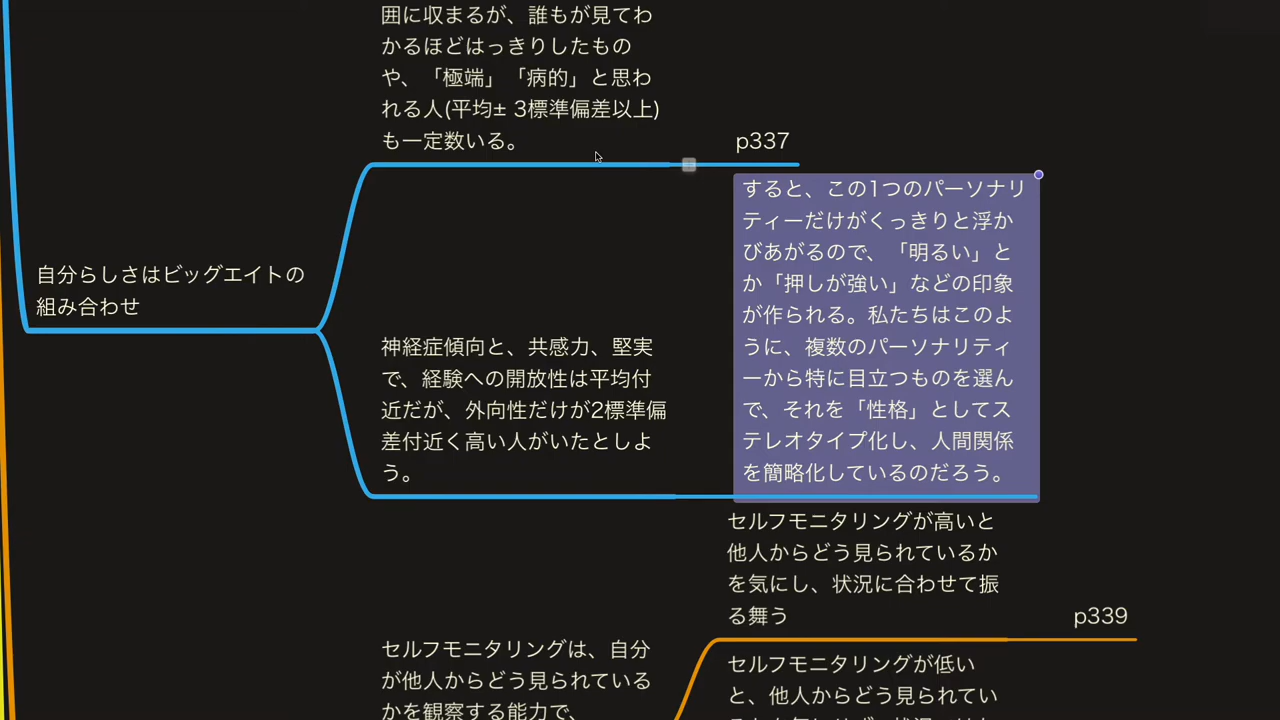 囲に収まるが、誰もが見てわ
かるほどはっきりしたもの
や、「極端」「病的」と思わ
れる人(平均± 3標準偏差以上)
も一定数いる。
p337
自分らしさはビッグエイトの
組み合わせ
神経症傾向と、共感力、堅実
で、経験への開放性は平均付
近だが、外向性だけが2標準偏
差付近く高い人がいたとしよ
う。
すると、この1つのパーソナリ
ティーだけがくっきりと浮か
びあがるので、「明るい」と
か「押しが強い」などの印象
が作られる。私たちはこのよ
うに、複数のパーソナリティ
ーから特に目立つものを選ん
で、それを「性格」としてス
テレオタイプ化し、人間関係
を簡略化しているのだろう。
セルフモニタリングが高いと
他人からどう見られているか
を気にし、状況に合わせて振
る舞う
p339
セルフモニタリングは、自分
が他人からどう見られている
かを観察する能力で、
セルフモニタリングが低い
と、他人からどう見られてい